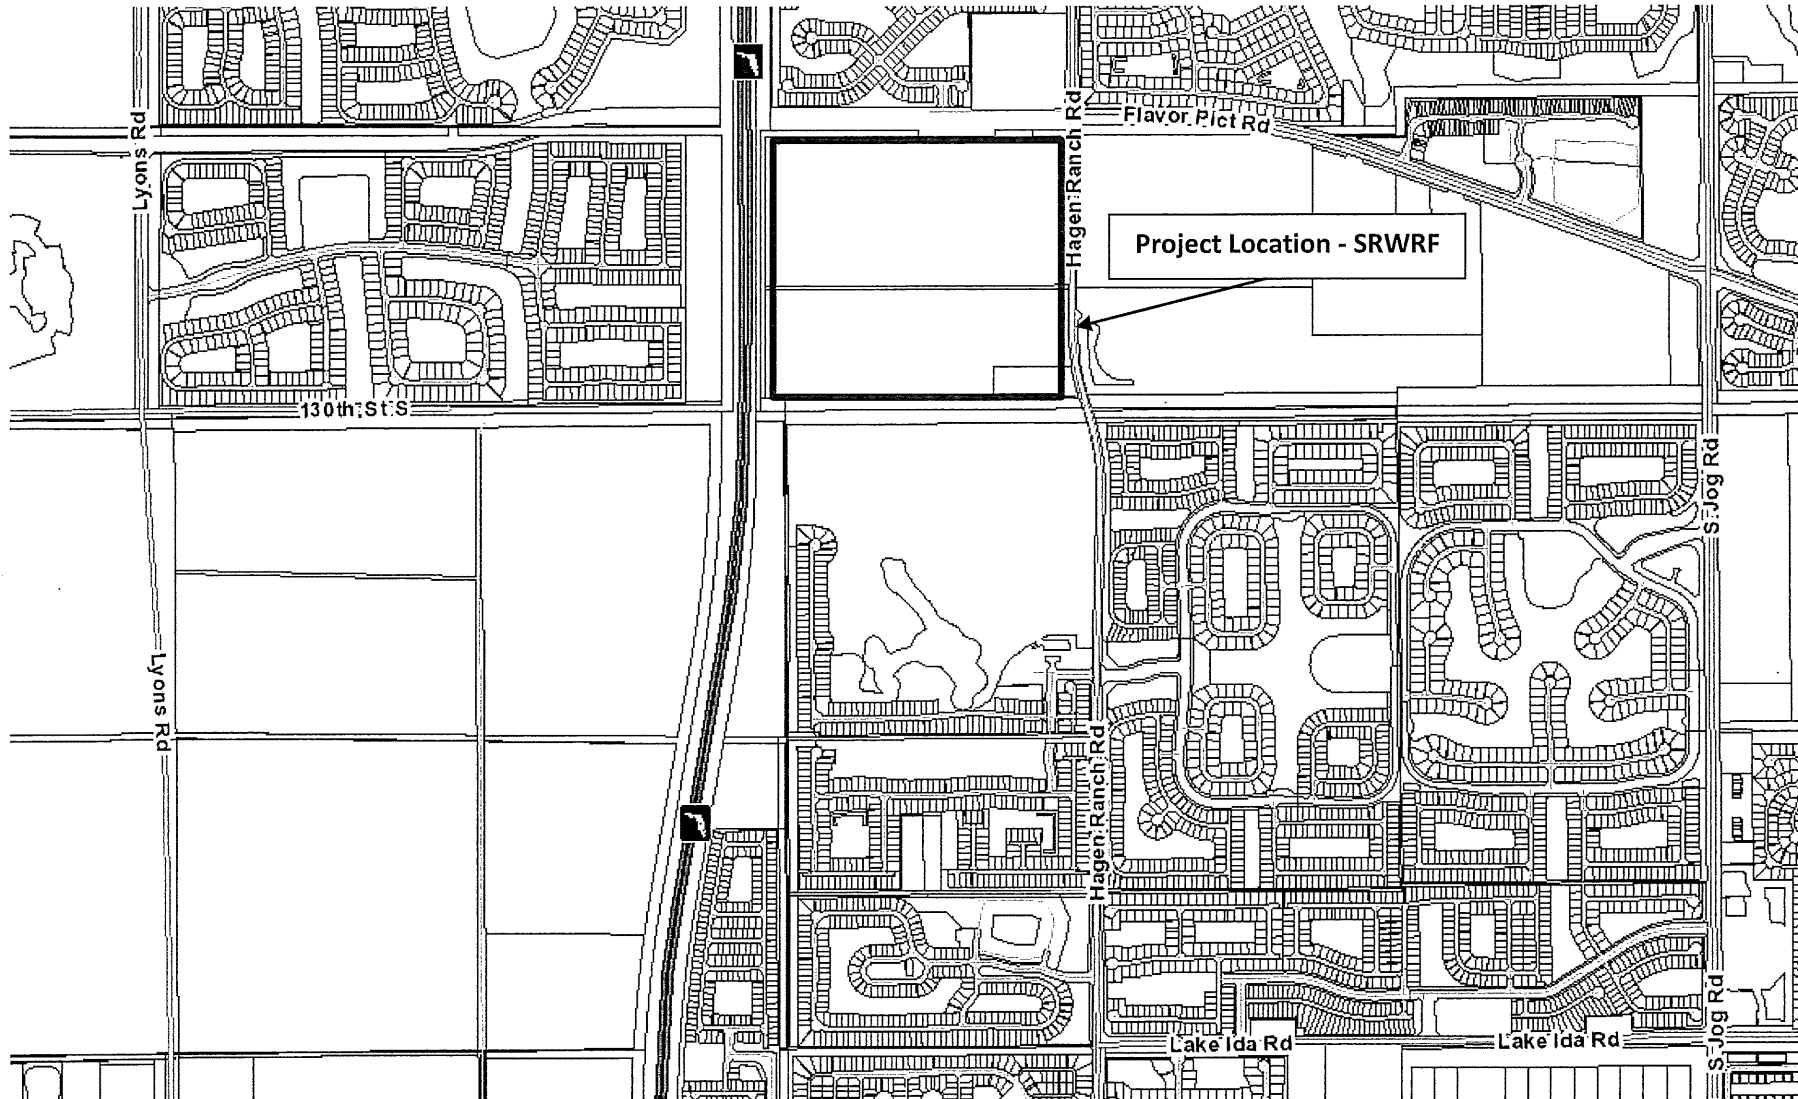 Lyons Rd
Hagen Ranch Rd
Flavor Pict Rd
Project Location - SRWRF
130th St S
S Jog Rd
Lyons Rd
Hagen Ranch Rd
Lake Ida Rd
Lake Ida Rd
S Jog Rd